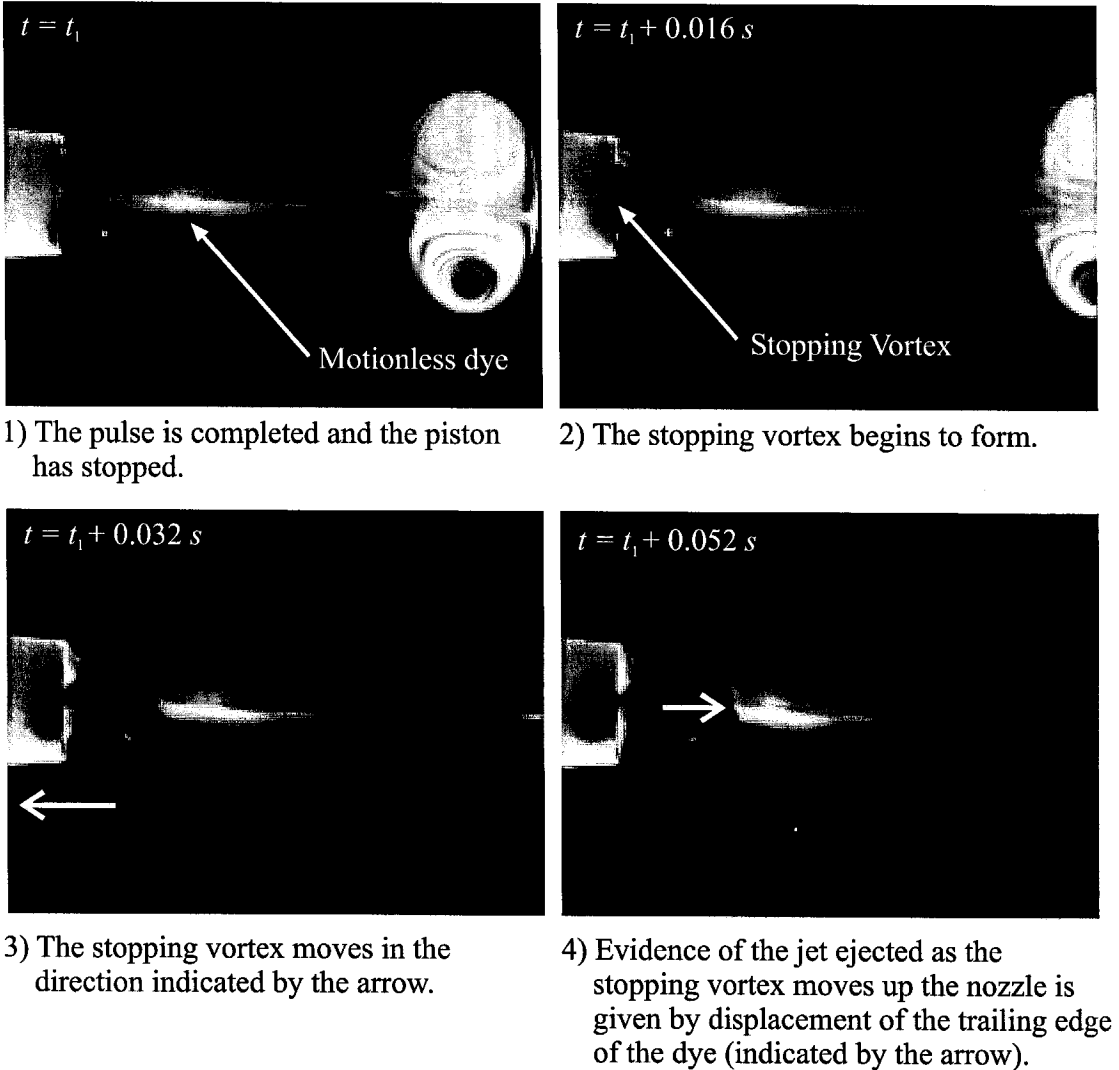 t = t₁
t = t₁ + 0.016 s
Motionless dye
Stopping Vortex
1) The pulse is completed and the piston
has stopped.
2) The stopping vortex begins to form.
t = t₁ + 0.032 s
t = t₁ + 0.052 s
3) The stopping vortex moves in the
direction indicated by the arrow.
4) Evidence of the jet ejected as the
stopping vortex moves up the nozzle is
given by displacement of the trailing edge
of the dye (indicated by the arrow).